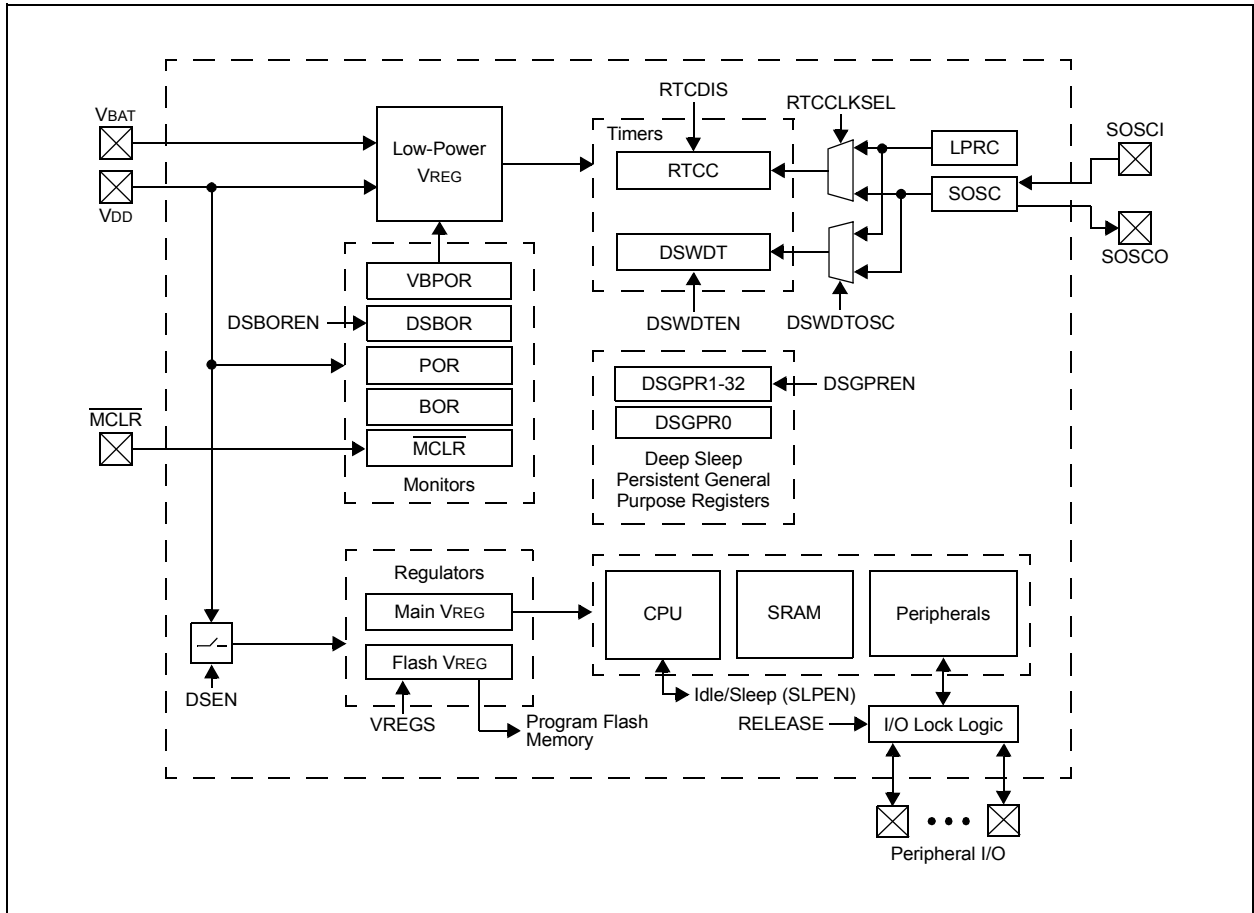 RTCDIS
RTCCLKSEL
VBAT
VDD
Low-Power
VREG
Timers
RTCC
LPRC
SOSC
SOSCI
SOSCO
DSWDT
DSWDTEN
DSWDTOSC
VBPOR
DSBOREN
DSBOR
POR
BOR
MCLR
MCLR
Monitors
DSGPR1-32
DSGPREN
DSGPR0
Deep Sleep
Persistent General
Purpose Registers
Regulators
Main VREG
Flash VREG
DSEN
VREGS
Program Flash
Memory
CPU
SRAM
Peripherals
Idle/Sleep (SLPEN)
RELEASE
I/O Lock Logic
Peripheral I/O